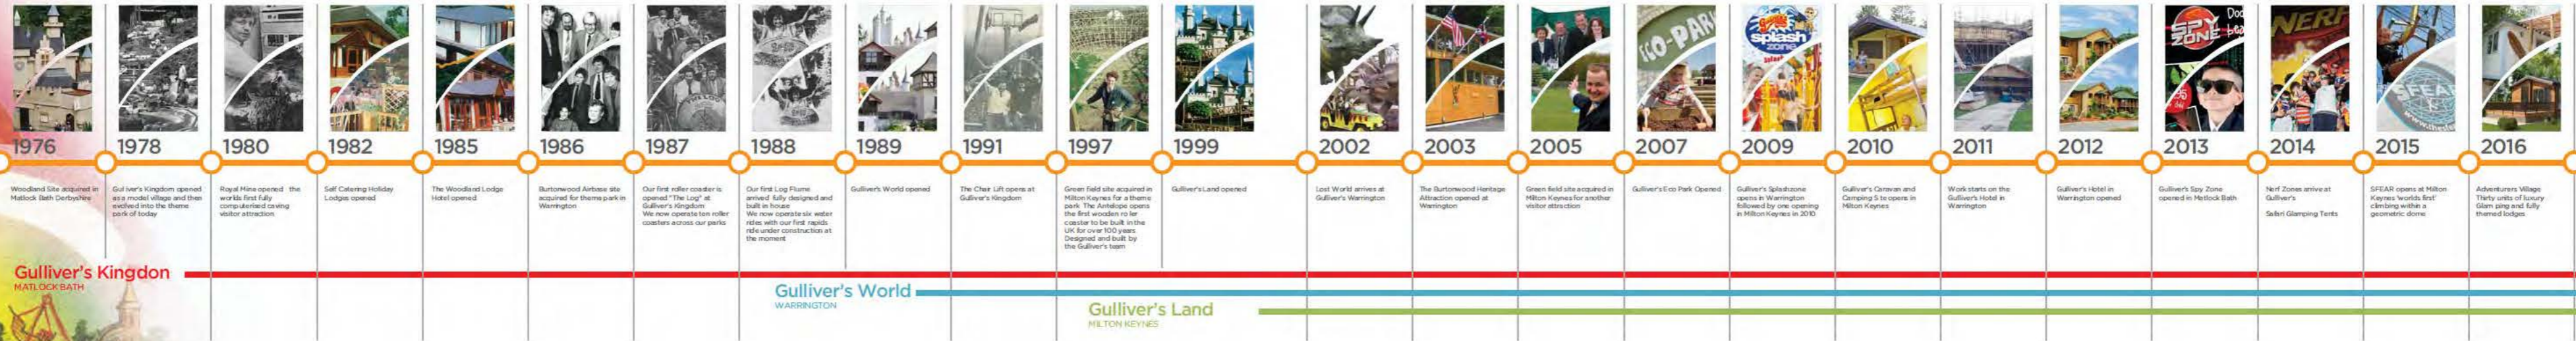 1976
Woodland Site acquired in
Matlock Bath Derbyshire
1978
Gulliver's Kingdom opened
as a model village and then
evolved into the theme
park of today
1980
Royal Mine opened the
worlds first fully
computerised caving
visitor attraction
1982
Self Catering Holiday
Lodges opened
1985
The Woodland Lodge
Hotel opened
1986
Burtonwood Airbase site
acquired for theme park in
Warrington
1987
Our first roller coaster is
opened "The Log" at
Gulliver's Kingdom
We now operate ten roller
coasters across our parks
1988
Our first Log Flume
arrived fully designed and
built in house
We now operate six water
rides with our first rapids
ride under construction at
the moment
1989
Gulliver's World opened
1991
The Chair Lift opens at
Gulliver's Kingdom
1997
Green field site acquired in
Milton Keynes for a theme
park The Antelope opens
the first wooden roller
coaster to be built in the
UK for over 100 years
Designed and built by
the Gulliver's team
1999
Gulliver's Land opened
2002
Lost World arrives at
Gulliver's Warrington
2003
The Burtonwood Heritage
Attraction opened at
Warrington
2005
Green field site acquired in
Milton Keynes for another
visitor attraction
ECO-PARK
2007
Gulliver's Eco Park Opened
splash
zone
2009
Gulliver's Splashzone
opens in Warrington
followed by one opening
in Milton Keynes in 2010
2010
Gulliver's Caravan and
Camping Site opens in
Milton Keynes
2011
Work starts on the
Gulliver's Hotel in
Warrington
2012
Gulliver's Hotel in
Warrington opened
SPY
ZONE
2013
Gulliver's Spy Zone
opened in Matlock Bath
NERF
2014
Nerf Zones arrive at
Gulliver's
Safari Glamping Tents
SFEAR
2015
SFEAR opens at Milton
Keynes 'worlds first'
climbing within a
geometric dome
2016
Adventurers Village
Thirty units of luxury
Glamping and fully
themed lodges
Gulliver's Kingdon
MATLOCK BATH
Gulliver's World
WARRINGTON
Gulliver's Land
MILTON KEYNES